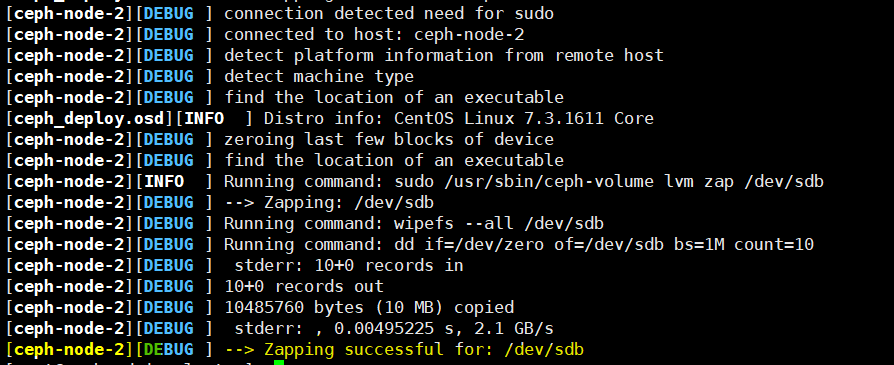 [ceph-node-2][DEBUG ] connection detected need for sudo
[ceph-node-2][DEBUG ] connected to host: ceph-node-2
[ceph-node-2][DEBUG ] detect platform information from remote host
[ceph-node-2][DEBUG ] detect machine type
[ceph-node-2][DEBUG ] find the location of an executable
[ceph_deploy.osd][INFO  ] Distro info: CentOS Linux 7.3.1611 Core
[ceph-node-2][DEBUG ] zeroing last few blocks of device
[ceph-node-2][DEBUG ] find the location of an executable
[ceph-node-2][INFO  ] Running command: sudo /usr/sbin/ceph-volume lvm zap /dev/sdb
[ceph-node-2][DEBUG ] --> Zapping: /dev/sdb
[ceph-node-2][DEBUG ] Running command: wipefs --all /dev/sdb
[ceph-node-2][DEBUG ] Running command: dd if=/dev/zero of=/dev/sdb bs=1M count=10
[ceph-node-2][DEBUG ]  stderr: 10+0 records in
[ceph-node-2][DEBUG ] 10+0 records out
[ceph-node-2][DEBUG ] 10485760 bytes (10 MB) copied
[ceph-node-2][DEBUG ]  stderr: , 0.00495225 s, 2.1 GB/s
[ceph-node-2][DEBUG ] --> Zapping successful for: /dev/sdb